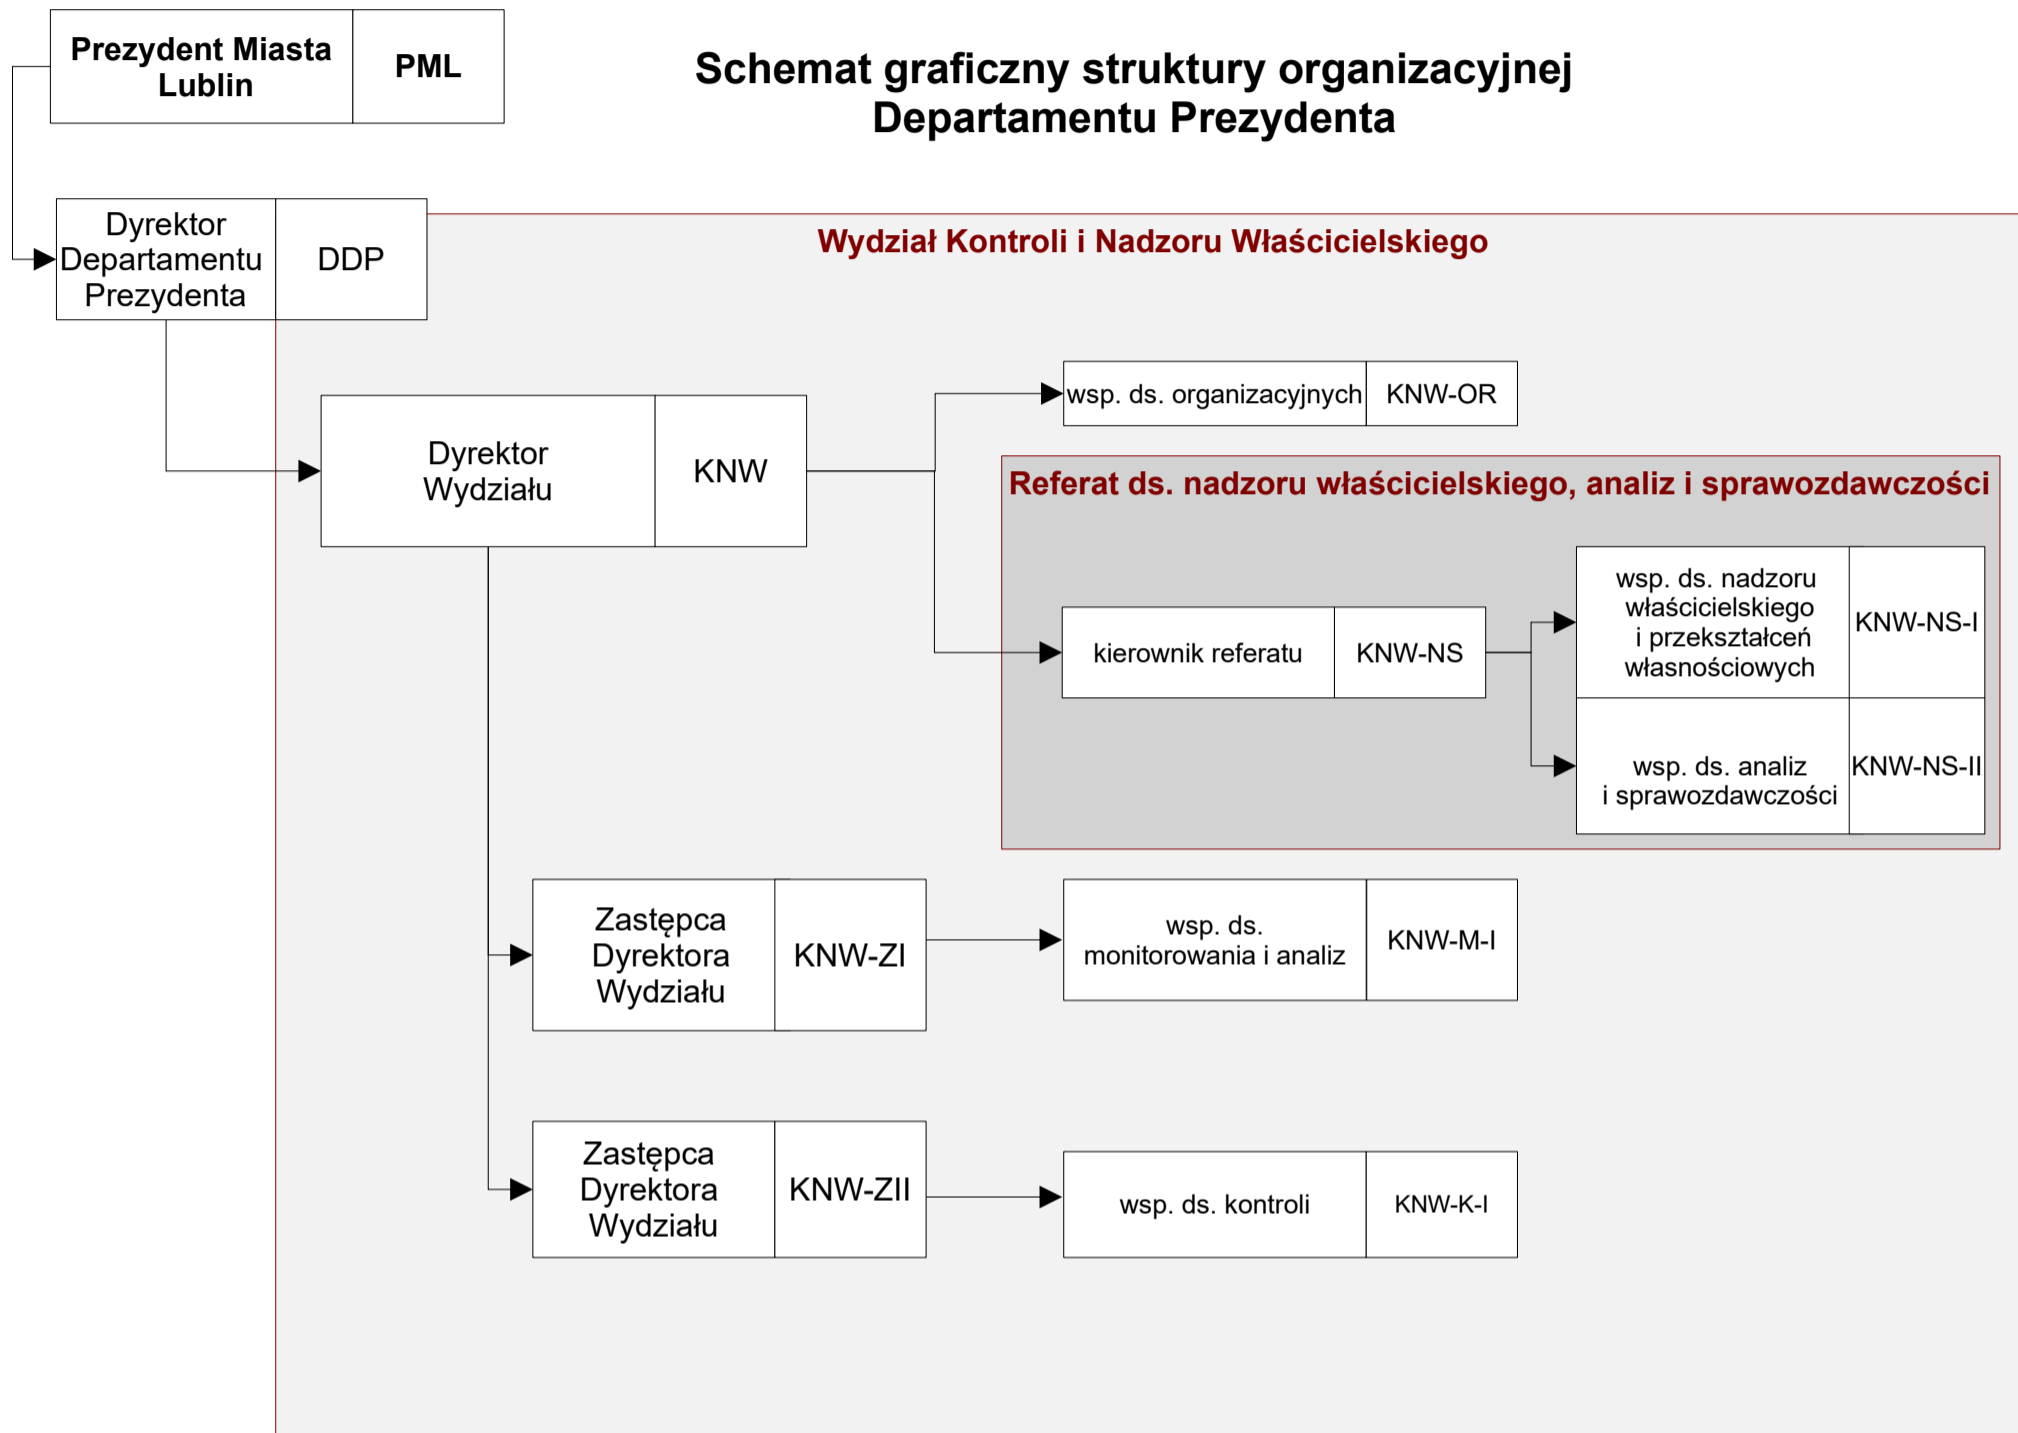 Prezydent Miasta
Lublin
PML
Schemat graficzny struktury organizacyjnej
Departamentu Prezydenta
Dyrektor
Departamentu
Prezydenta
DDP
Wydział Kontroli i Nadzoru Właścicielskiego
Dyrektor
Wydziału
KNW
wsp. ds. organizacyjnych
KNW-OR
Referat ds. nadzoru właścicielskiego, analiz i sprawozdawczości
kierownik referatu
KNW-NS
wsp. ds. nadzoru
właścicielskiego
i przekształceń
własnościowych
KNW-NS-I
wsp. ds. analiz
i sprawozdawczości
KNW-NS-II
Zastępca
Dyrektora
Wydziału
KNW-ZI
wsp. ds.
monitorowania i analiz
KNW-M-I
Zastępca
Dyrektora
Wydziału
KNW-ZII
wsp. ds. kontroli
KNW-K-I